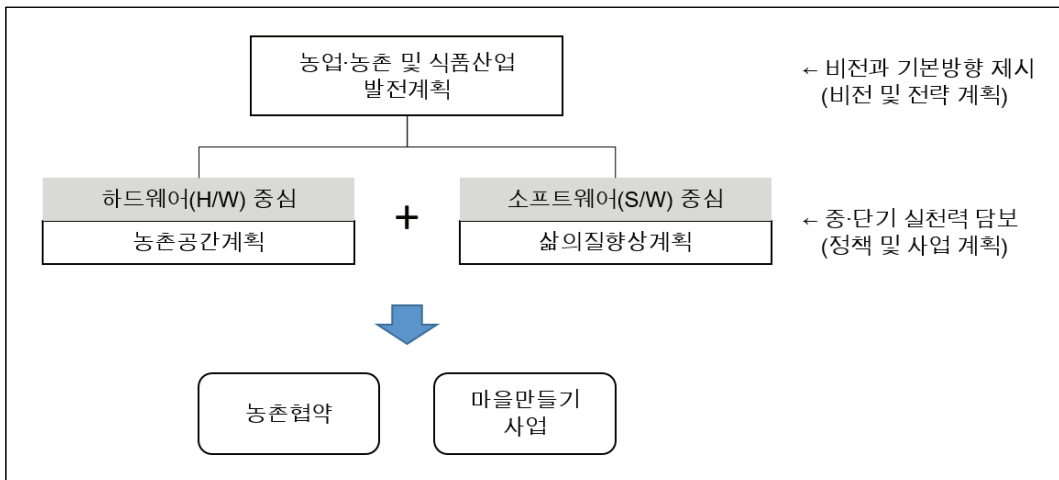 농업·농촌 및 식품산업
발전계획
← 비전과 기본방향 제시
(비전 및 전략 계획)
하드웨어(H/W) 중심
농촌공간계획
+
소프트웨어(S/W) 중심
삶의질향상계획
← 중·단기 실천력 담보
(정책 및 사업 계획)
농촌협약
마을만들기
사업